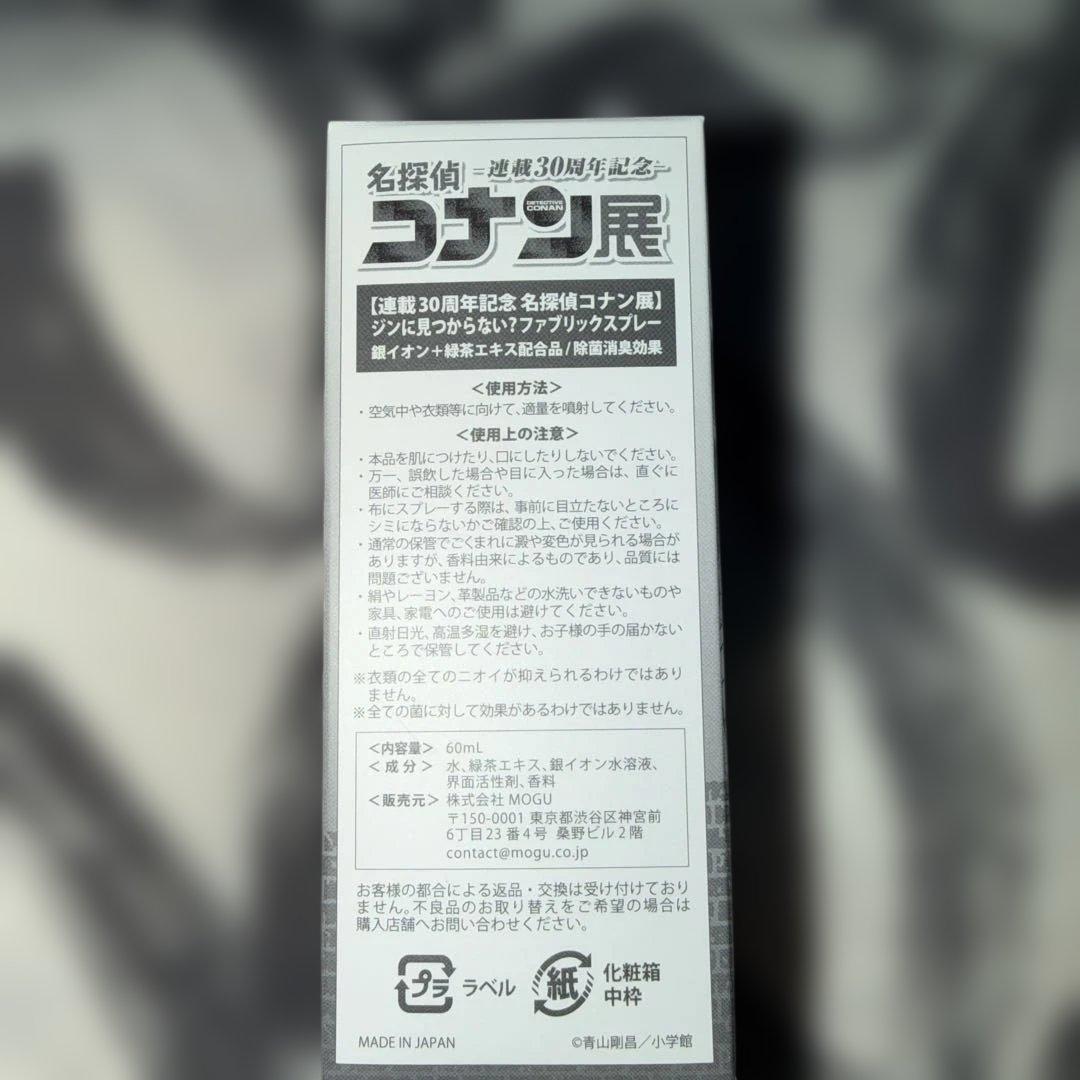 =連載30周年記念=
名探偵
コナン展
DETECTIVE
CONAN
【連載30周年記念 名探偵コナン展】
ジンに見つからない?ファブリックスプレー
銀イオン+緑茶エキス配合品/除菌消臭効果
<使用方法>
・空気中や衣類等に向けて、適量を噴射してください。
<使用上の注意>
・本品を肌につけたり、口にしたりしないでください。
・万一、誤飲した場合や目に入った場合は、直ぐに
医師にご相談ください。
・布にスプレーする際は、事前に目立たないところに
シミにならないかご確認の上、ご使用ください。
・通常の保管でごくまれに澱や変色が見られる場合が
ありますが、香料由来によるものであり、品質には
問題ございません。
・絹やレーヨン、革製品などの水洗いできないものや
家具、家電へのご使用は避けてください。
・直射日光、高温多湿を避け、お子様の手の届かない
ところで保管してください。
※衣類の全てのニオイが抑えられるわけではあり
ません。
※全ての菌に対して効果があるわけではありません。
<内容量> 60mL
<成分> 水、緑茶エキス、銀イオン水溶液、
界面活性剤、香料
<販売元> 株式会社 MOGU
〒150-0001 東京都渋谷区神宮前
6丁目23番4号 桑野ビル2階
contact@mogu.co.jp
お客様の都合による返品・交換は受け付けており
ません。不良品のお取り替えをご希望の場合は
購入店舗へお問い合わせください。
プラ ラベル 紙 化粧箱
中枠
MADE IN JAPAN ©青山剛昌/小学館